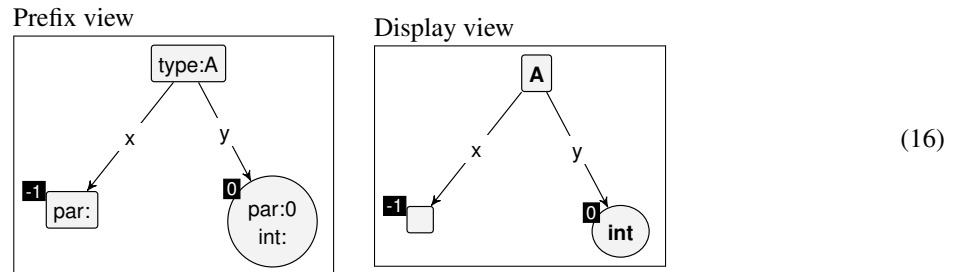 Prefix view
type:A
x
y
-1
par:
0
par:0
int:
Display view
A
x
y
-1
0
int
(16)